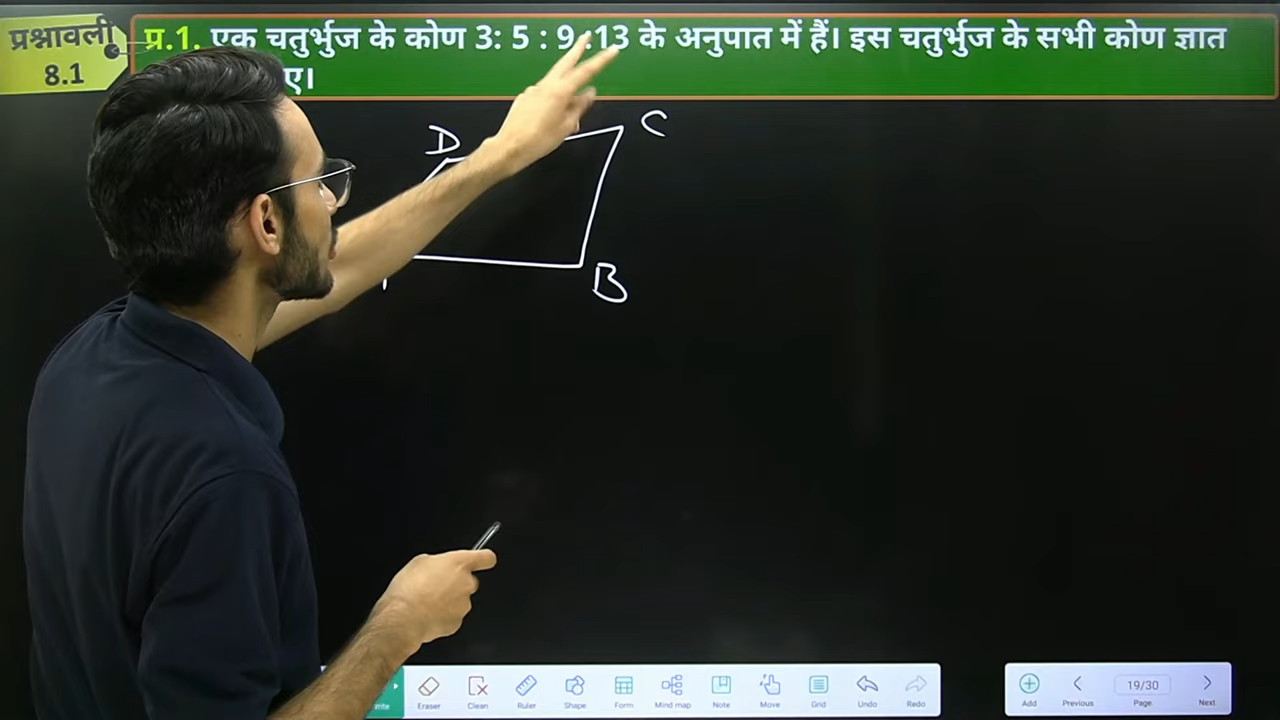 प्रश्नावली
8.1
प्र.1. एक चतुर्भुज के कोण 3: 5 : 9 :13 के अनुपात में हैं। इस चतुर्भुज के सभी कोण ज्ञात
D
C
B
Eraser
Clean
Ruler
Shape
Form
Mind map
Note
Move
Grid
Undo
Redo
Add
Previous
19/30
Page
Next